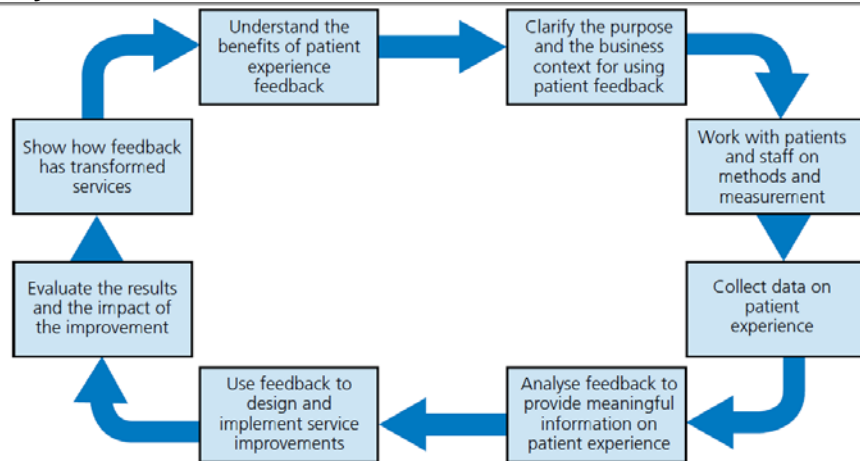 Understand the
benefits of patient
experience
feedback
Clarify the purpose
and the business
context for using
patient feedback
Work with patients
and staff on
methods and
measurement
Collect data on
patient
experience
Analyse feedback to
provide meaningful
information on
patient experience
Use feedback to
design and
implement service
improvements
Evaluate the results
and the impact of
the improvement
Show how feedback
has transformed
services